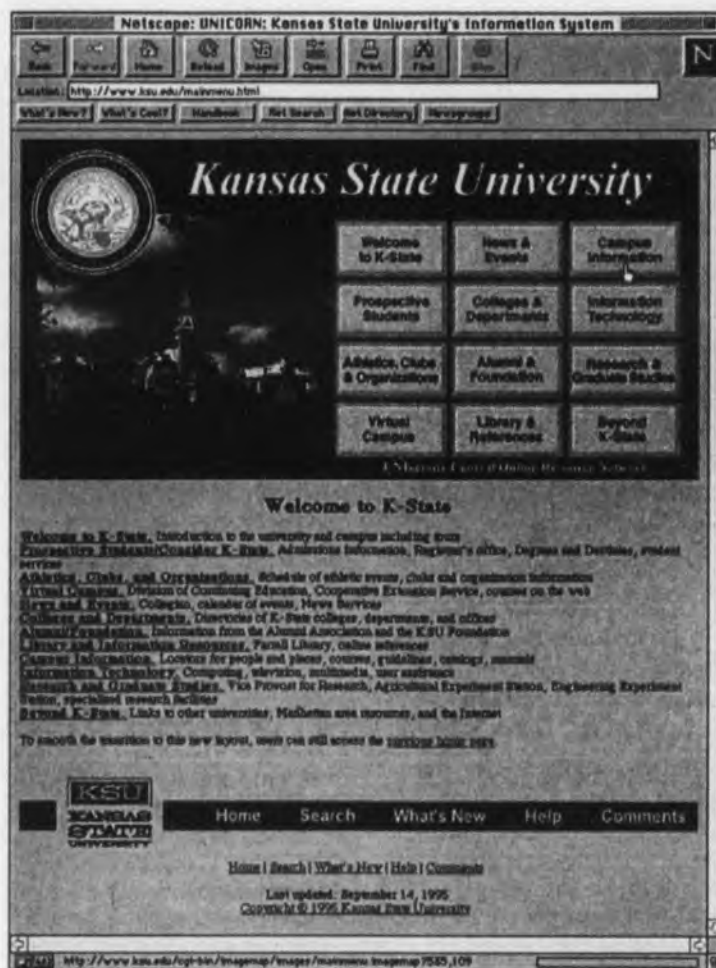 Netscape: UNICORN: Kansas State University's Information System
Back Forward Home Reload Images Open Print Find Stop
N
Location: http://www.ksu.edu/mainmenu.html
What's New? What's Cool? Handbook Net Search Net Directory Newsgroups
Kansas State University
Welcome to K-State
News & Events
Campus Information
Prospective Students
Colleges & Departments
Information Technology
Athletics, Clubs & Organizations
Alumni & Foundation
Research & Graduate Studies
Virtual Campus
Library & References
Beyond K-State
Welcome to K-State
Welcome to K-State. Introduction to the university and campus including tours
Prospective Students/Consider K-State. Admissions Information, Registrar's office, Degrees and Deadlines, student
services
Athletics, Clubs, and Organizations. Schedule of athletic events, clubs and organization information
Virtual Campus. Division of Continuing Education, Cooperative Extension Service, courses on the web
News and Events. Collegian, calendar of events, News Services
Colleges and Departments. Directories of K-State colleges, departments, and offices
Alumni/Foundation. Information from the Alumni Association and the KSU Foundation
Library and Information Resources. Farrell Library, online references
Campus Information. Locators for people and places, courses, guidelines, catalogs, manuals
Information Technology. Computing, television, multimedia, user assistance
Research and Graduate Studies. Vice Provost for Research, Agricultural Experiment Station, Engineering Experiment
Station, specialized research facilities
Beyond K-State. Links to other universities, Manhattan area resources, and the Internet
To smooth the transition to this new layout, users can still access the previous home page.
KSU
KANSAS
STATE
UNIVERSITY
Home Search What's New Help Comments
Home | Search | What's New | Help | Comments
Last updated: September 14, 1995
Copyright © 1995 Kansas State University
http://www.ksu.edu/cgi-bin/imagemap/images/mainmenu.imagemap?585,109